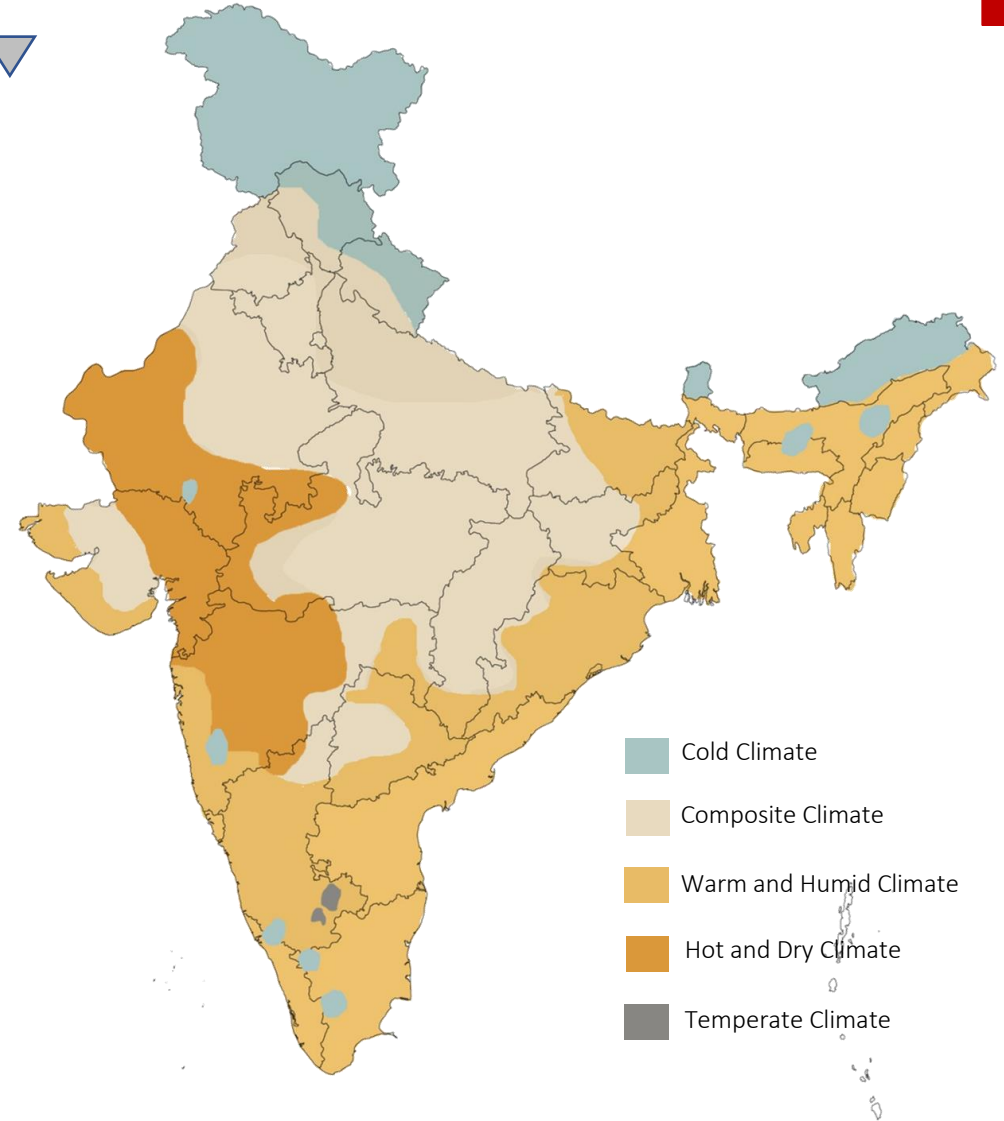 Cold Climate
Composite Climate
Warm and Humid Climate
Hot and Dry Climate
Temperate Climate